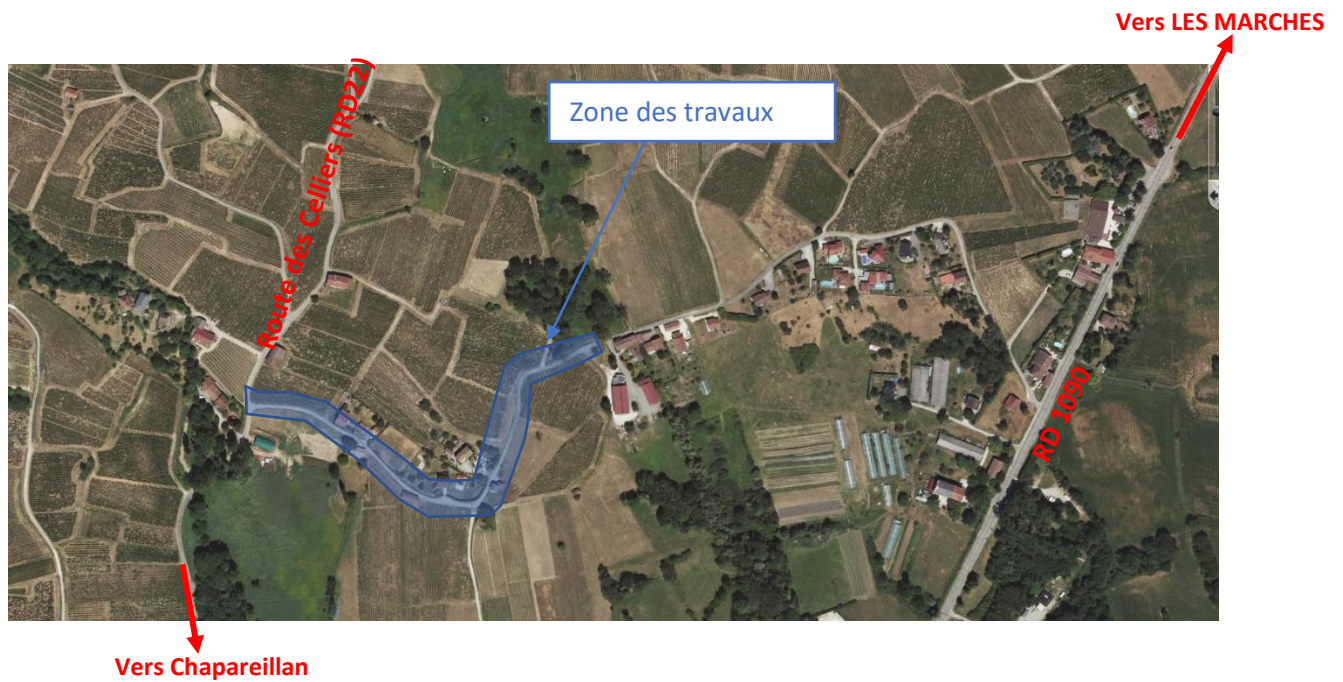 Vers LES MARCHES
Zone des travaux
Route des Celliers (RD22)
RD 1090
Vers Chapareillan